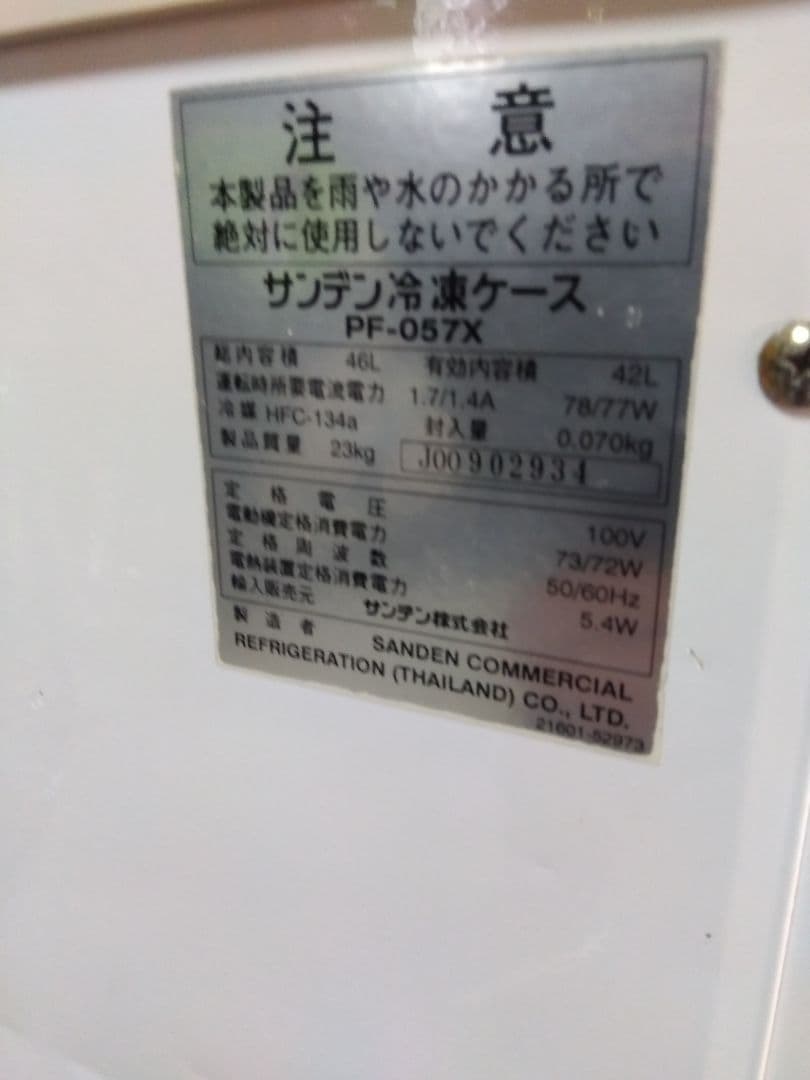 注 意
本製品を雨や水のかかる所で
絶対に使用しないでください
サンデン冷凍ケース
PF-057X
総内容積 46L 有効内容積 42L
運転時所要電流電力 1.7/1.4A 78/77W
冷媒 HFC-134a 封入量 0.070kg
製品質量 23kg J00902934
定格電圧 100V
電動機定格消費電力 73/72W
定格周波数 50/60Hz
電熱装置定格消費電力 5.4W
輸入販売元 サンデン株式会社
製造者 SANDEN COMMERCIAL
REFRIGERATION (THAILAND) CO., LTD.
21601-52973